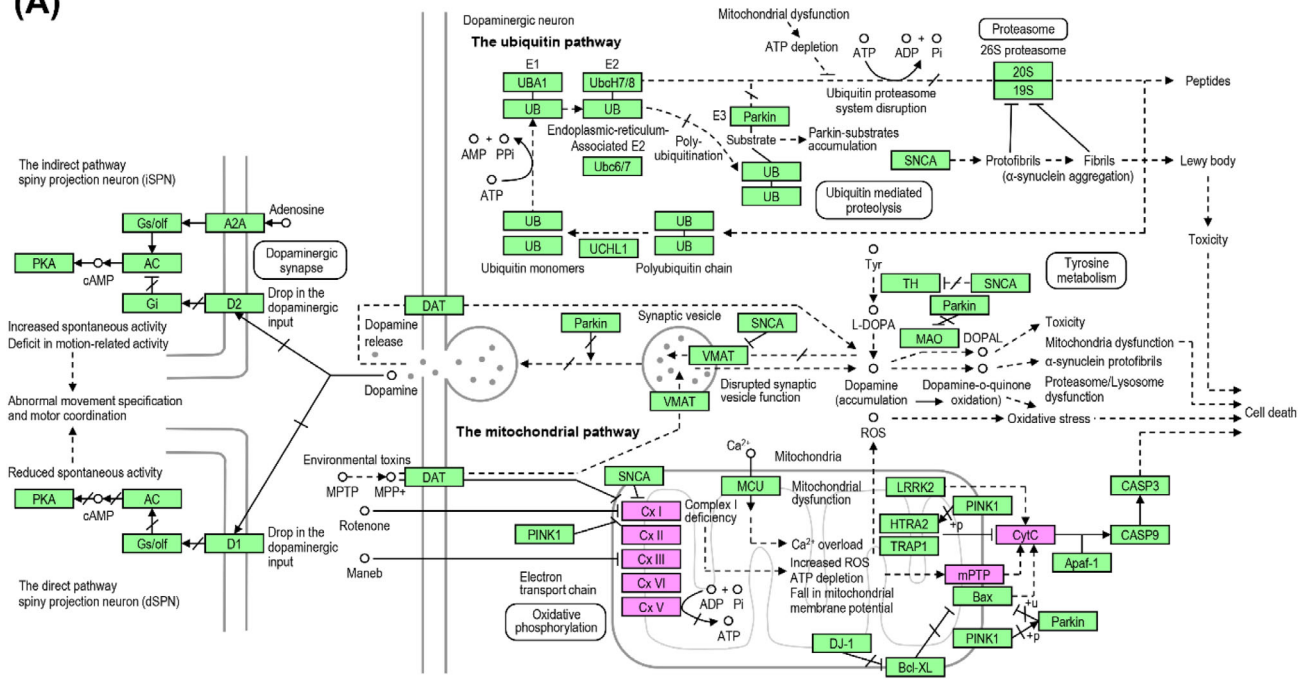 (A)
Dopaminergic neuron
The ubiquitin pathway
Mitochondrial dysfunction
ATP depletion
ATP
ADP + Pi
Proteasome
26S proteasome
E1
E2
UBA1
UbcH7/8
20S
19S
Peptides
Ubiquitin proteasome
system disruption
UB
UB
E3
Parkin
Endoplasmic-reticulum-
Associated E2
Poly-
ubiquitination
Substrate
Parkin-substrates
accumulation
AMP + PPi
ATP
Ubc6/7
SNCA
Protofibrils
Fibrils
(α-synuclein aggregation)
Lewy body
UB
UB
Ubiquitin mediated
proteolysis
UB
UB
UCHL1
UB
UB
Ubiquitin monomers
Polyubiquitin chain
Toxicity
The indirect pathway
spiny projection neuron (iSPN)
Gs/olf
A2A
Adenosine
Dopaminergic
synapse
PKA
cAMP
AC
Gi
D2
Drop in the
dopaminergic
input
Increased spontaneous activity
Deficit in motion-related activity
Abnormal movement specification
and motor coordination
Reduced spontaneous activity
PKA
cAMP
AC
Gs/olf
D1
Drop in the
dopaminergic
input
The direct pathway
spiny projection neuron (dSPN)
DAT
Dopamine
release
Dopamine
Parkin
Synaptic vesicle
SNCA
VMAT
VMAT
Disrupted synaptic
vesicle function
Tyr
TH
SNCA
Tyrosine
metabolism
Parkin
L-DOPA
MAO
DOPAL
Toxicity
Mitochondria dysfunction
α-synuclein protofibrils
Proteasome/Lysosome
dysfunction
Dopamine
(accumulation)
Dopamine-o-quinone
oxidation)
ROS
Oxidative stress
Cell death
The mitochondrial pathway
Environmental toxins
MPTP
MPP+
DAT
Rotenone
Maneb
PINK1
SNCA
Cx I
Cx II
Cx III
Cx VI
Cx V
Complex I
deficiency
Electron
transport chain
Oxidative
phosphorylation
ADP + Pi
ATP
Ca2+
MCU
Mitochondria
Mitochondrial
dysfunction
Ca2+ overload
Increased ROS
ATP depletion
Fall in mitochondrial
membrane potential
LRRK2
PINK1
+p
HTRA2
TRAP1
CytC
mPTP
Bax
+u
Parkin
PINK1
+p
DJ-1
Bcl-XL
CASP3
CASP9
Apaf-1